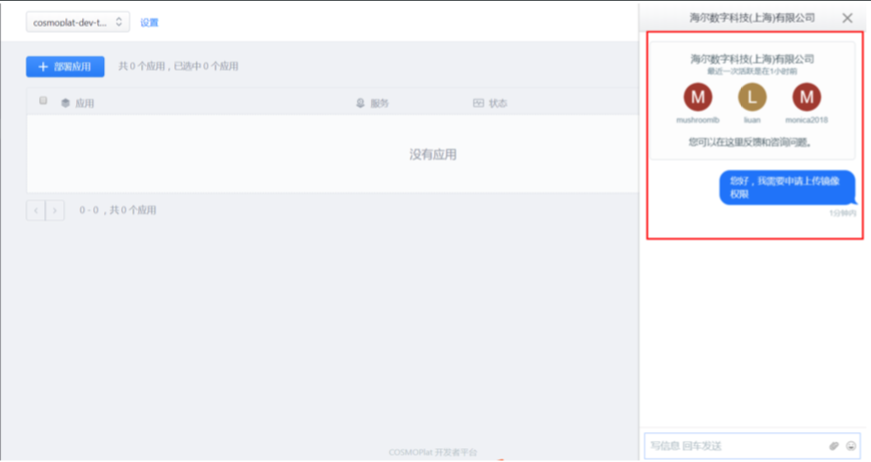 cosmoplat-dev-t... 设置
海尔数字科技(上海)有限公司
+ 部署应用 共 0 个应用，已选中 0 个应用
应用 服务 状态
没有应用
0 - 0 ，共 0 个应用
海尔数字科技(上海)有限公司
最近一次活跃是在1小时前
M L M
mushroomlb liuan monica2018
您可以在这里反馈和咨询问题。
您好，我需要申请上传镜像
权限
1分钟内
写信息 回车发送
COSMOPlat 开发者平台